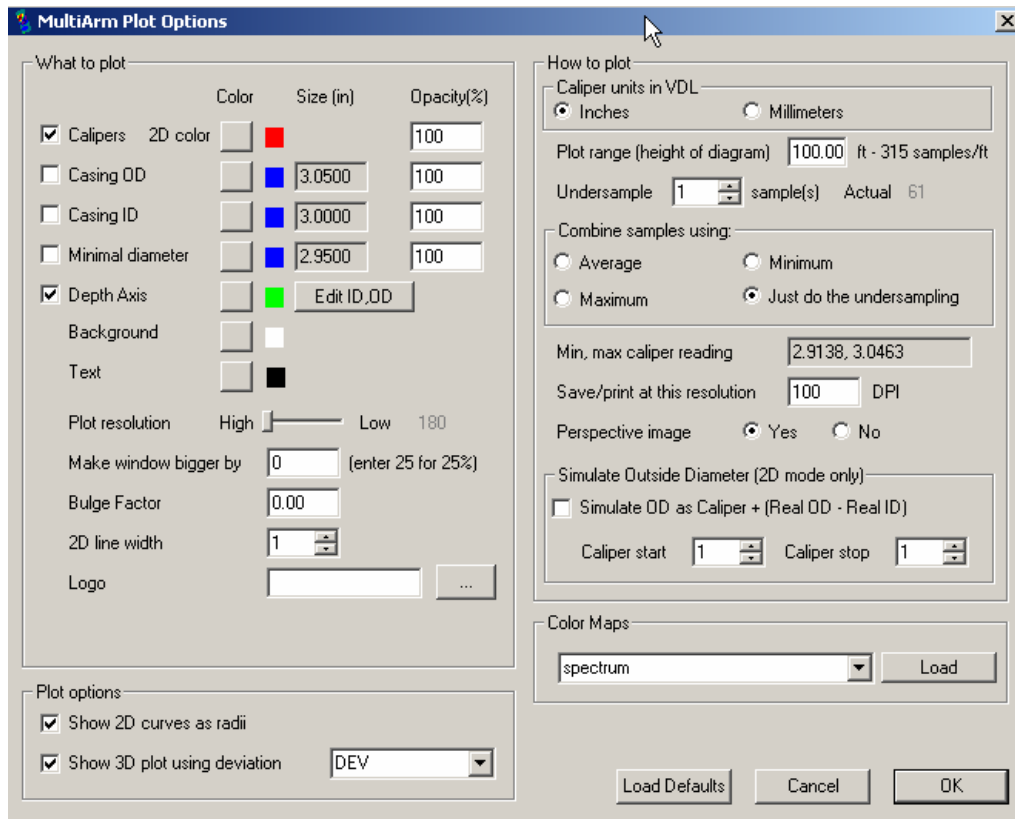 MultiArm Plot Options
What to plot
Color Size (in) Opacity(%)
Calipers 2D color 100
Casing OD 3.0500 100
Casing ID 3.0000 100
Minimal diameter 2.9500 100
Depth Axis Edit ID,OD
Background
Text
Plot resolution High Low 180
Make window bigger by 0 (enter 25 for 25%)
Bulge Factor 0.00
2D line width 1
Logo ...
Plot options
Show 2D curves as radii
Show 3D plot using deviation DEV
How to plot
Caliper units in VDL
Inches Millimeters
Plot range (height of diagram) 100.00 ft - 315 samples/ft
Undersample 1 sample(s) Actual 61
Combine samples using:
Average Minimum
Maximum Just do the undersampling
Min, max caliper reading 2.9138, 3.0463
Save/print at this resolution 100 DPI
Perspective image Yes No
Simulate Outside Diameter (2D mode only)
Simulate OD as Caliper + (Real OD - Real ID)
Caliper start 1 Caliper stop 1
Color Maps
spectrum Load
Load Defaults Cancel OK